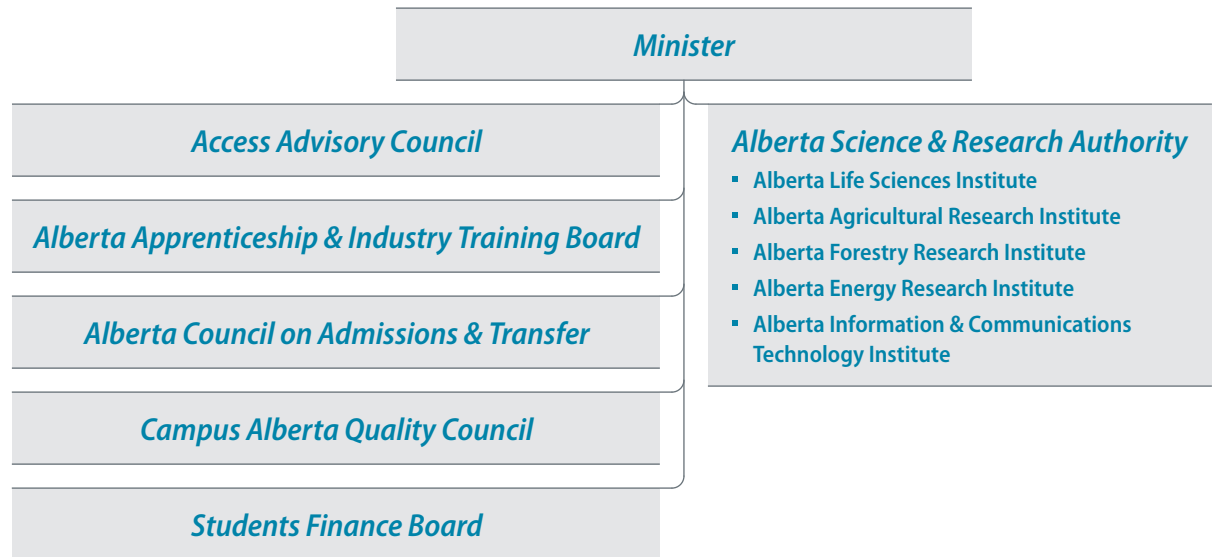 Minister
Access Advisory Council
Alberta Apprenticeship & Industry Training Board
Alberta Council on Admissions & Transfer
Campus Alberta Quality Council
Students Finance Board
Alberta Science & Research Authority
▪ Alberta Life Sciences Institute
▪ Alberta Agricultural Research Institute
▪ Alberta Forestry Research Institute
▪ Alberta Energy Research Institute
▪ Alberta Information & Communications
Technology Institute